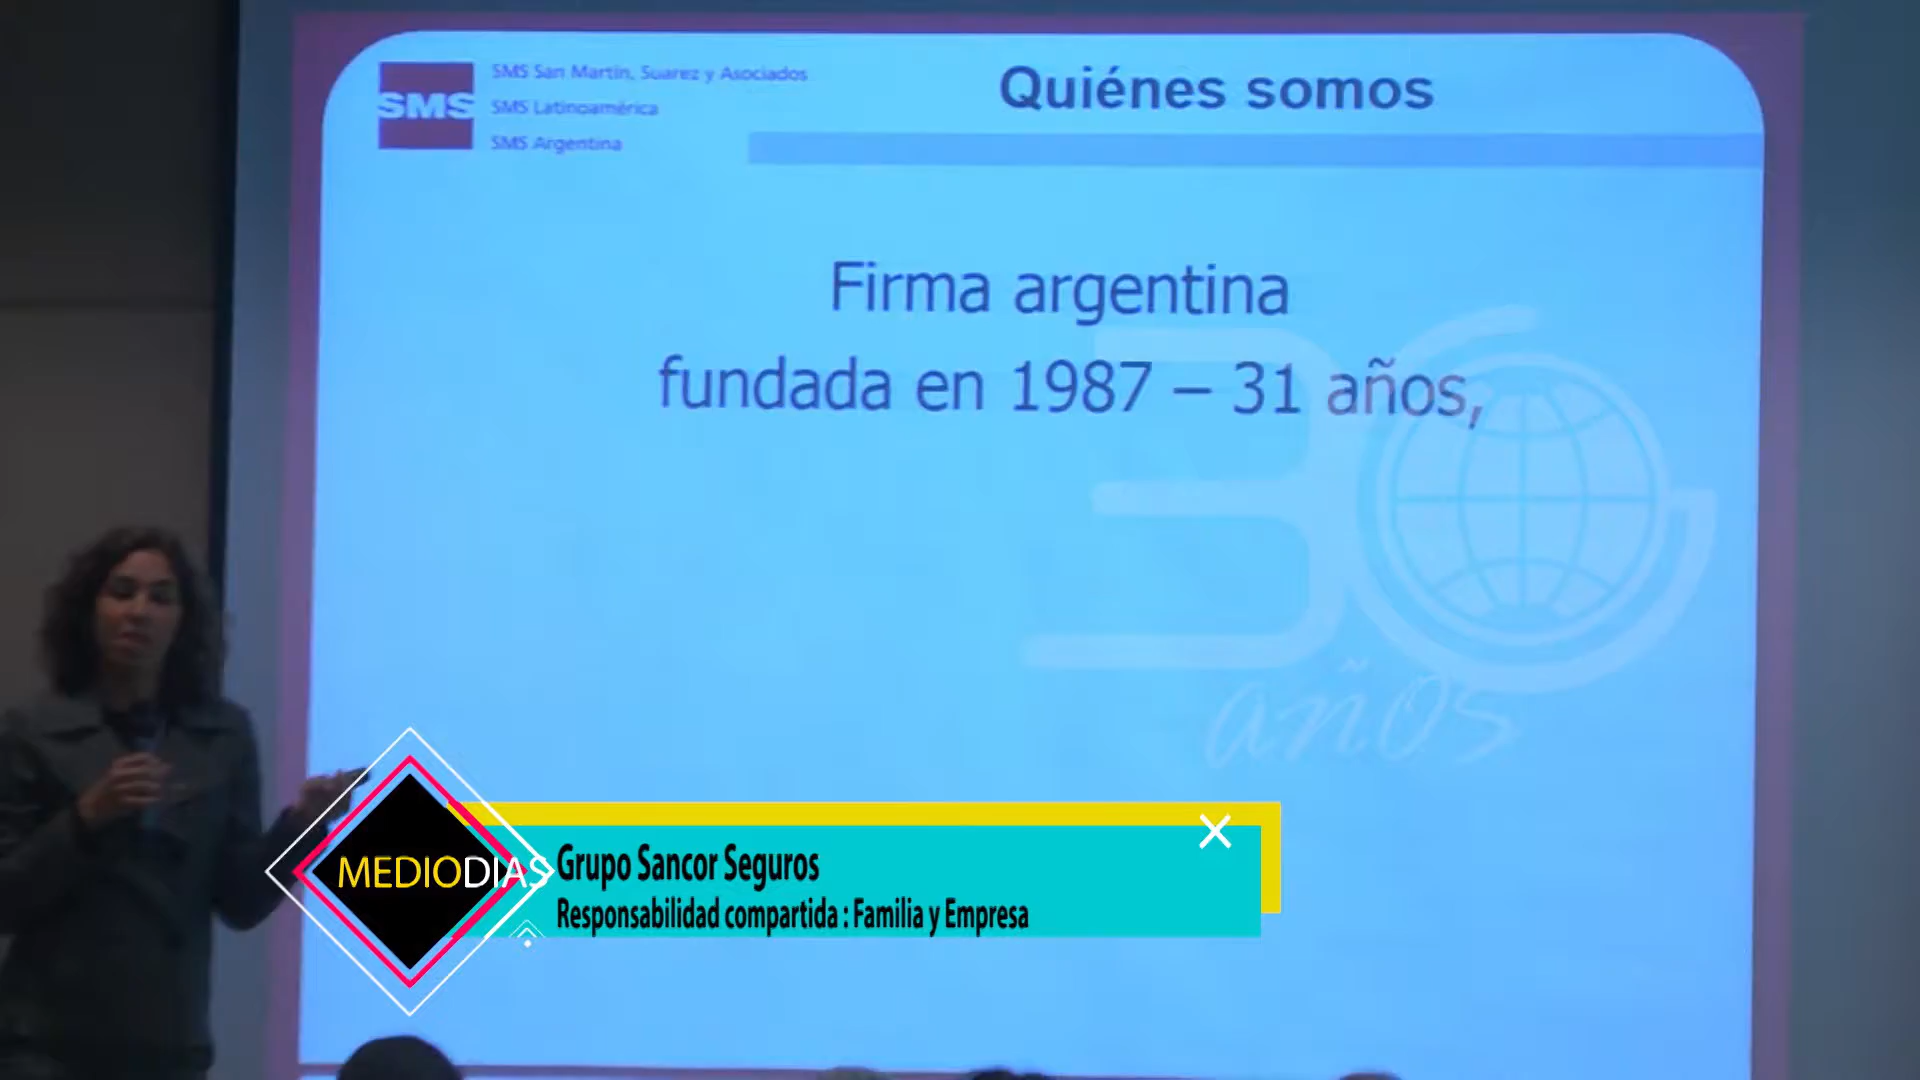 SMS
SMS San Martín, Suarez y Asociados
SMS Latinoamérica
SMS Argentina
Quiénes somos
Firma argentina
fundada en 1987 – 31 años,
30
años
MEDIODIAS
Grupo Sancor Seguros
Responsabilidad compartida : Familia y Empresa